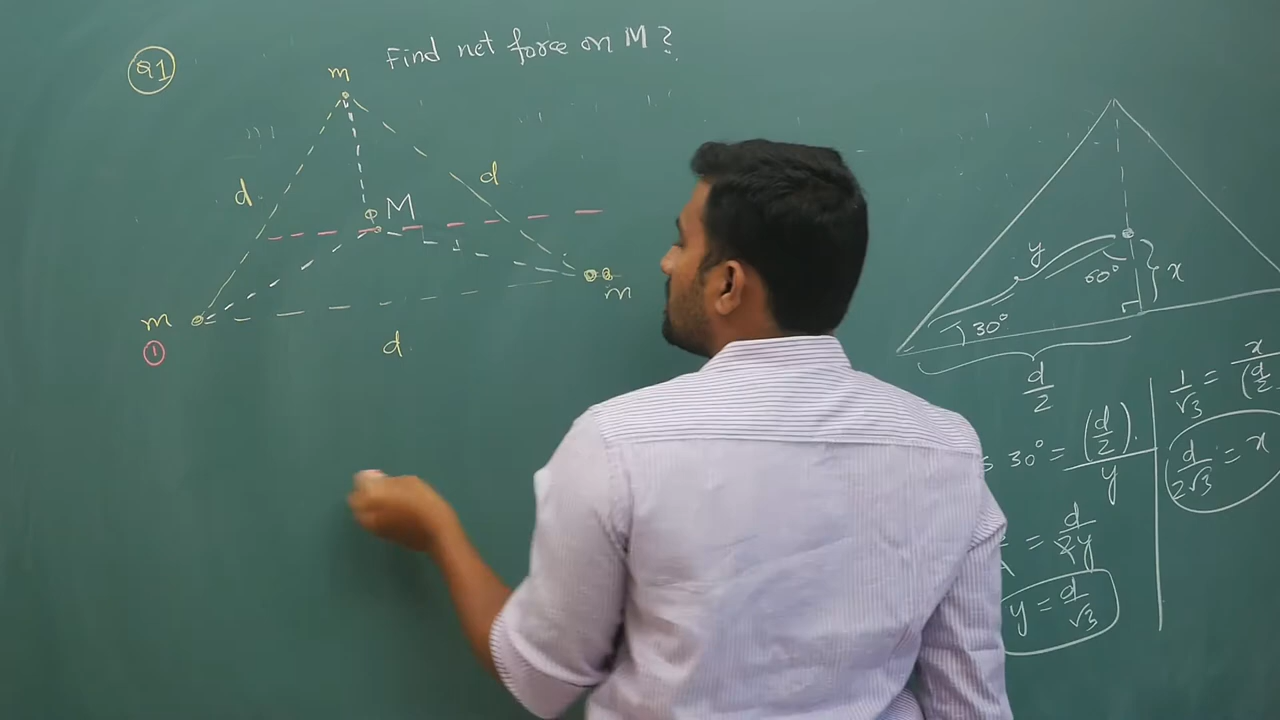 Q1
Find net force on M?
m
d
d
M
m
m
1
d
y
60°
x
30°
d/2
30° = (d/2)/y
= d/2y
y = d/√3
1/√3 = x/(d/2
d/2√3 = x